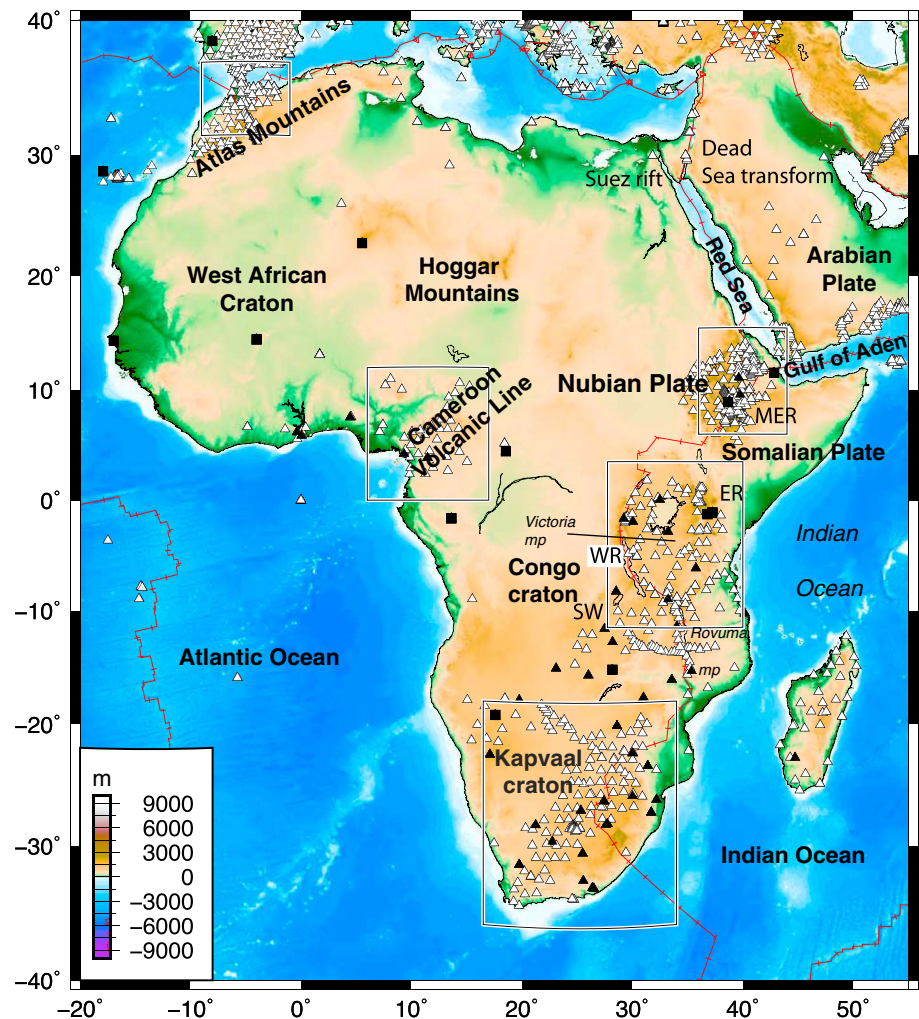 40°
30°
20°
10°
0°
−10°
−20°
−30°
−40°
−20°
−10°
0°
10°
20°
30°
40°
50°
Atlas Mountains
Suez rift
Dead
Sea transform
Red Sea
Arabian
Plate
West African
Craton
Hoggar
Mountains
Gulf of Aden
Nubian Plate
MER
Cameroon
Volcanic Line
Somalian Plate
ER
Victoria
mp
WR
Indian
Ocean
Congo
craton
SW
Rovuma
mp
Atlantic Ocean
Kapvaal
craton
Indian Ocean
m
9000
6000
3000
0
−3000
−6000
−9000